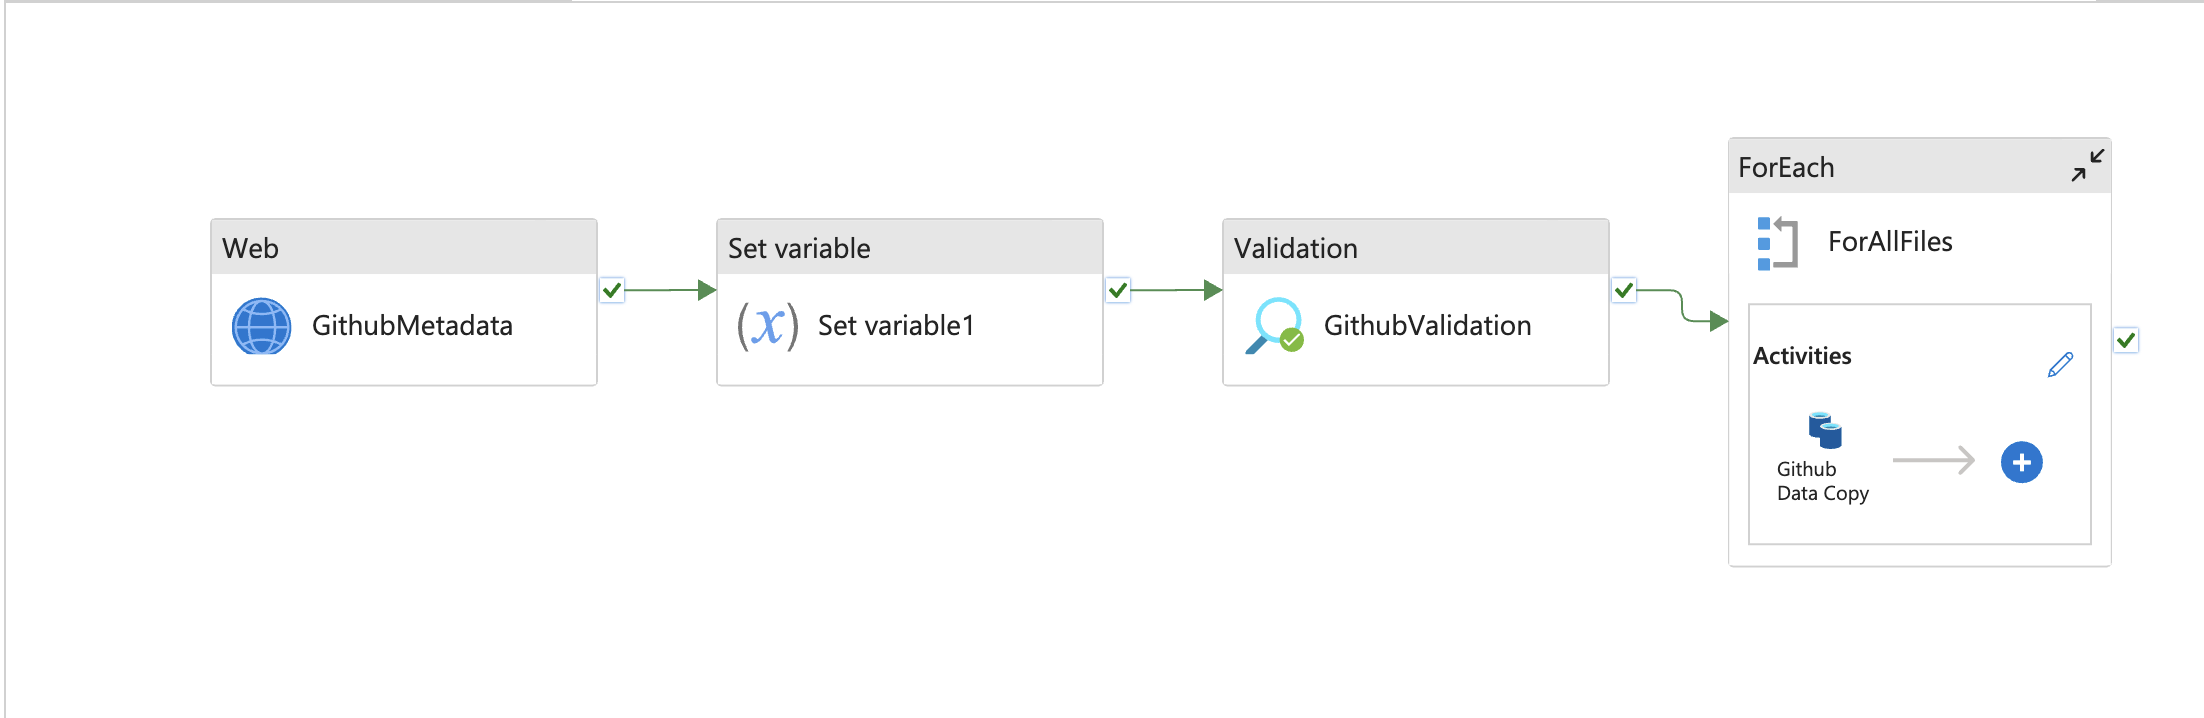 Web
GithubMetadata
Set variable
(x) Set variable1
Validation
GithubValidation
ForEach
ForAllFiles
Activities
Github
Data Copy